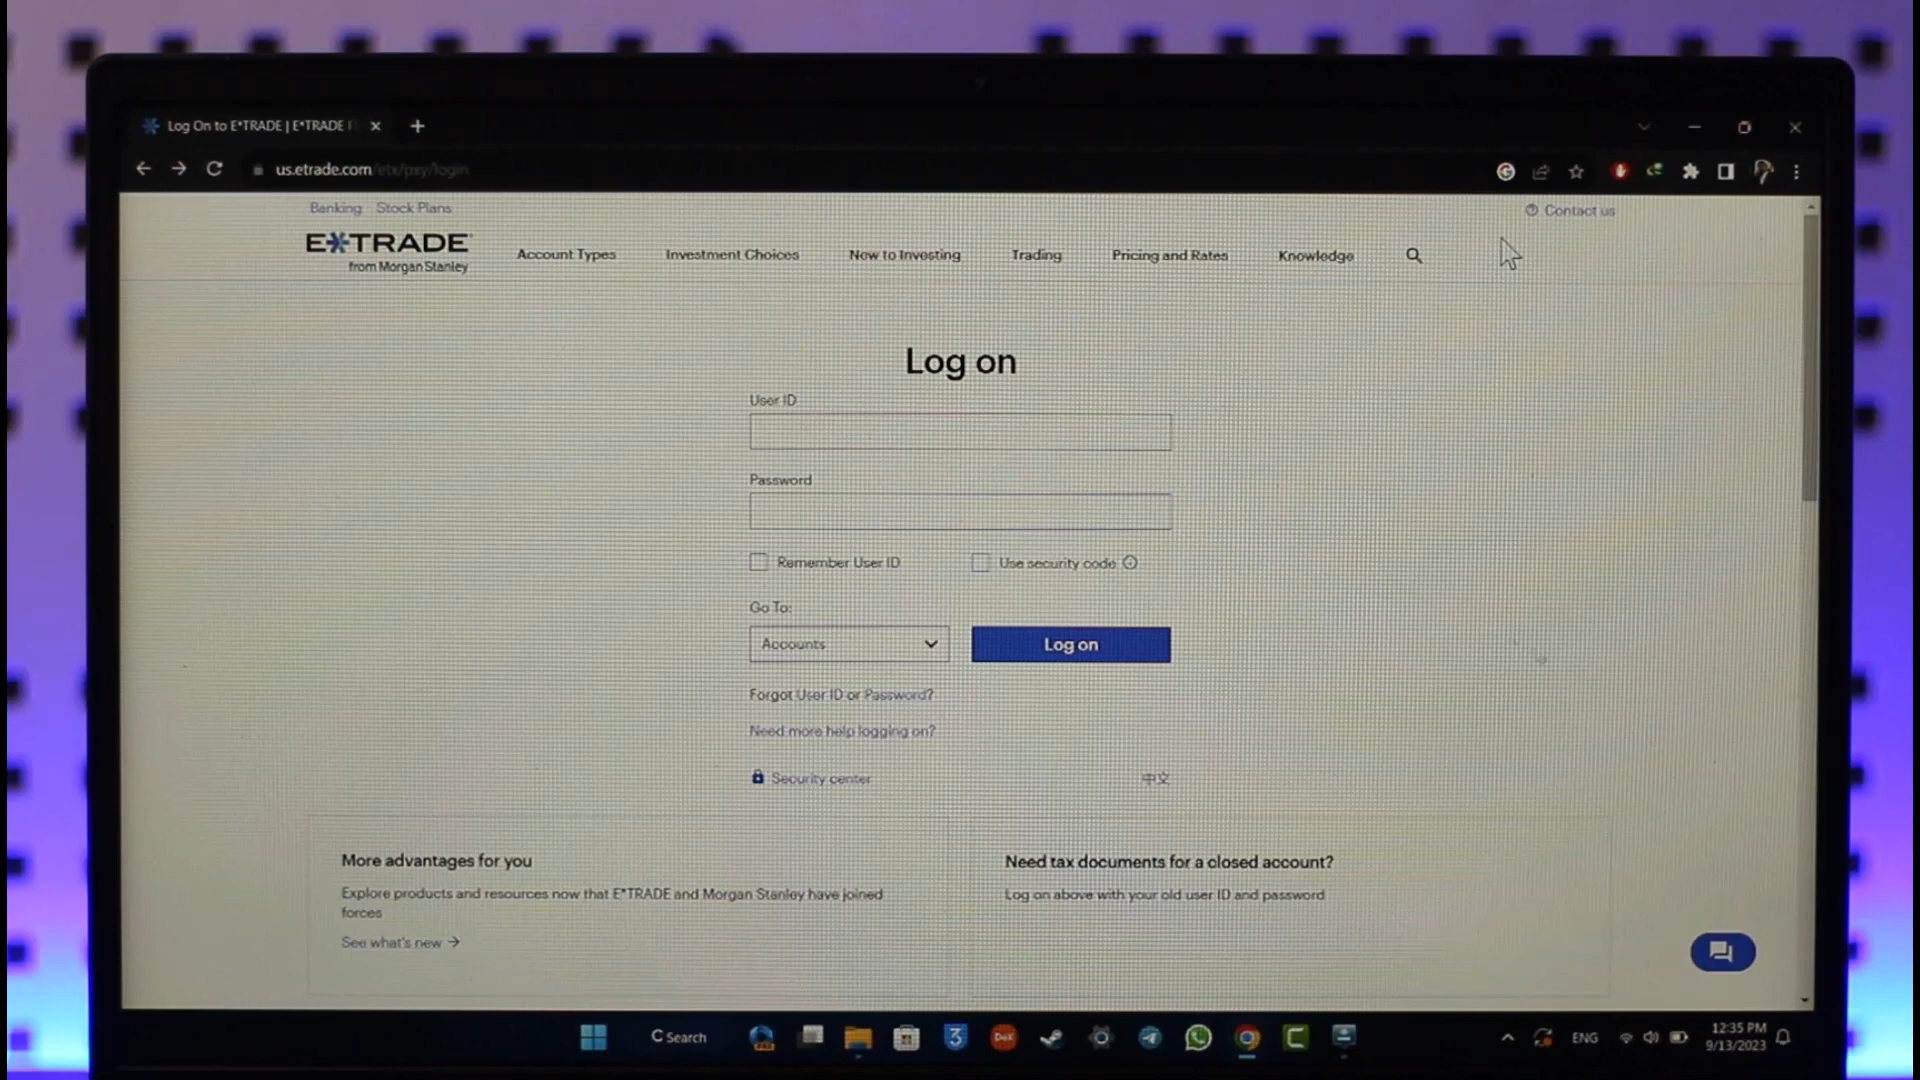 Log On to E*TRADE | E*TRADE
us.etrade.com/etx/pxy/login
Banking Stock Plans
Contact us
E*TRADE
from Morgan Stanley
Account Types Investment Choices New to Investing Trading Pricing and Rates Knowledge
Log on
User ID
Password
Remember User ID Use security code
Go To:
Accounts Log on
Forgot User ID or Password?
Need more help logging on?
Security center 中文
More advantages for you
Explore products and resources now that E*TRADE and Morgan Stanley have joined
forces
See what's new →
Need tax documents for a closed account?
Log on above with your old user ID and password
Search
ENG
12:35 PM
9/13/2023